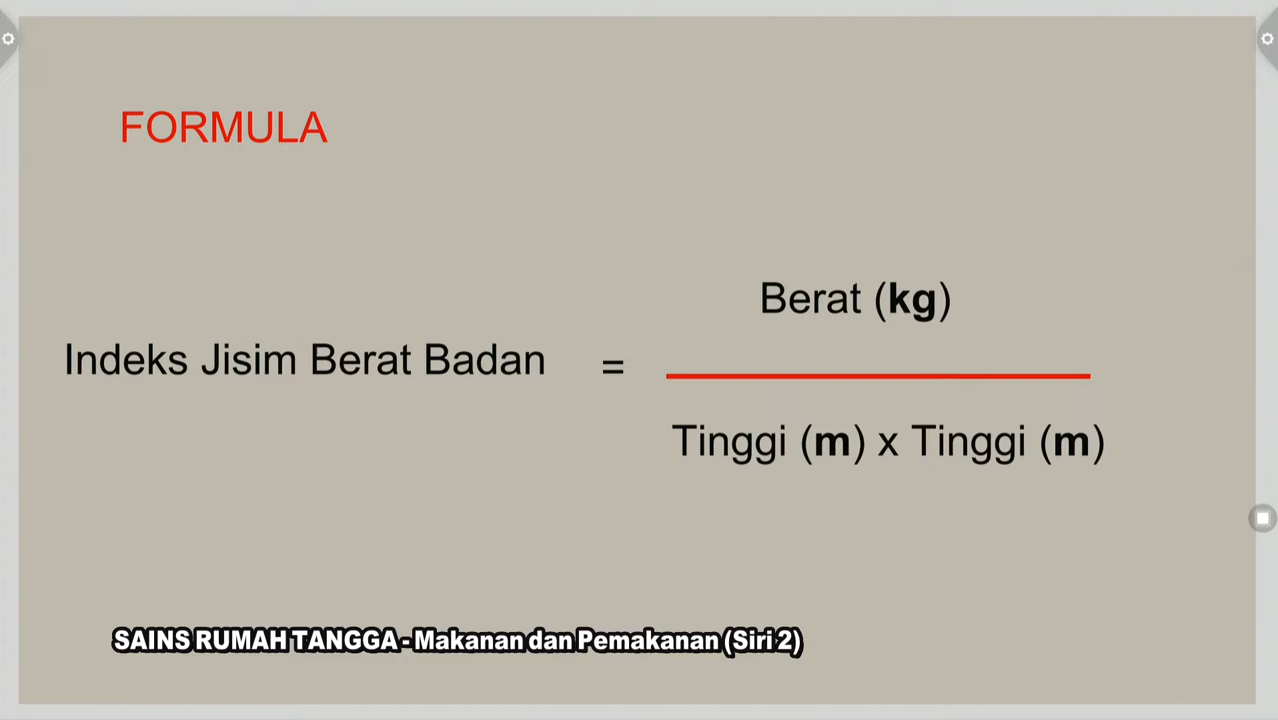 FORMULA
Berat (kg)
Indeks Jisim Berat Badan =
Tinggi (m) x Tinggi (m)
SAINS RUMAH TANGGA - Makanan dan Pemakanan (Siri 2)